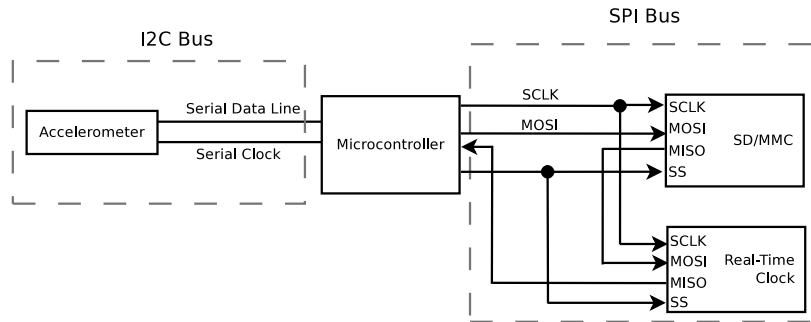 SPI Bus
I2C Bus
SCLK
SCLK
Serial Data Line
MOSI
MOSI
Accelerometer
Microcontroller
SD/MMC
MISO
Serial Clock
SS
SCLK
MOSI
Real-Time
Clock
MISO
SS